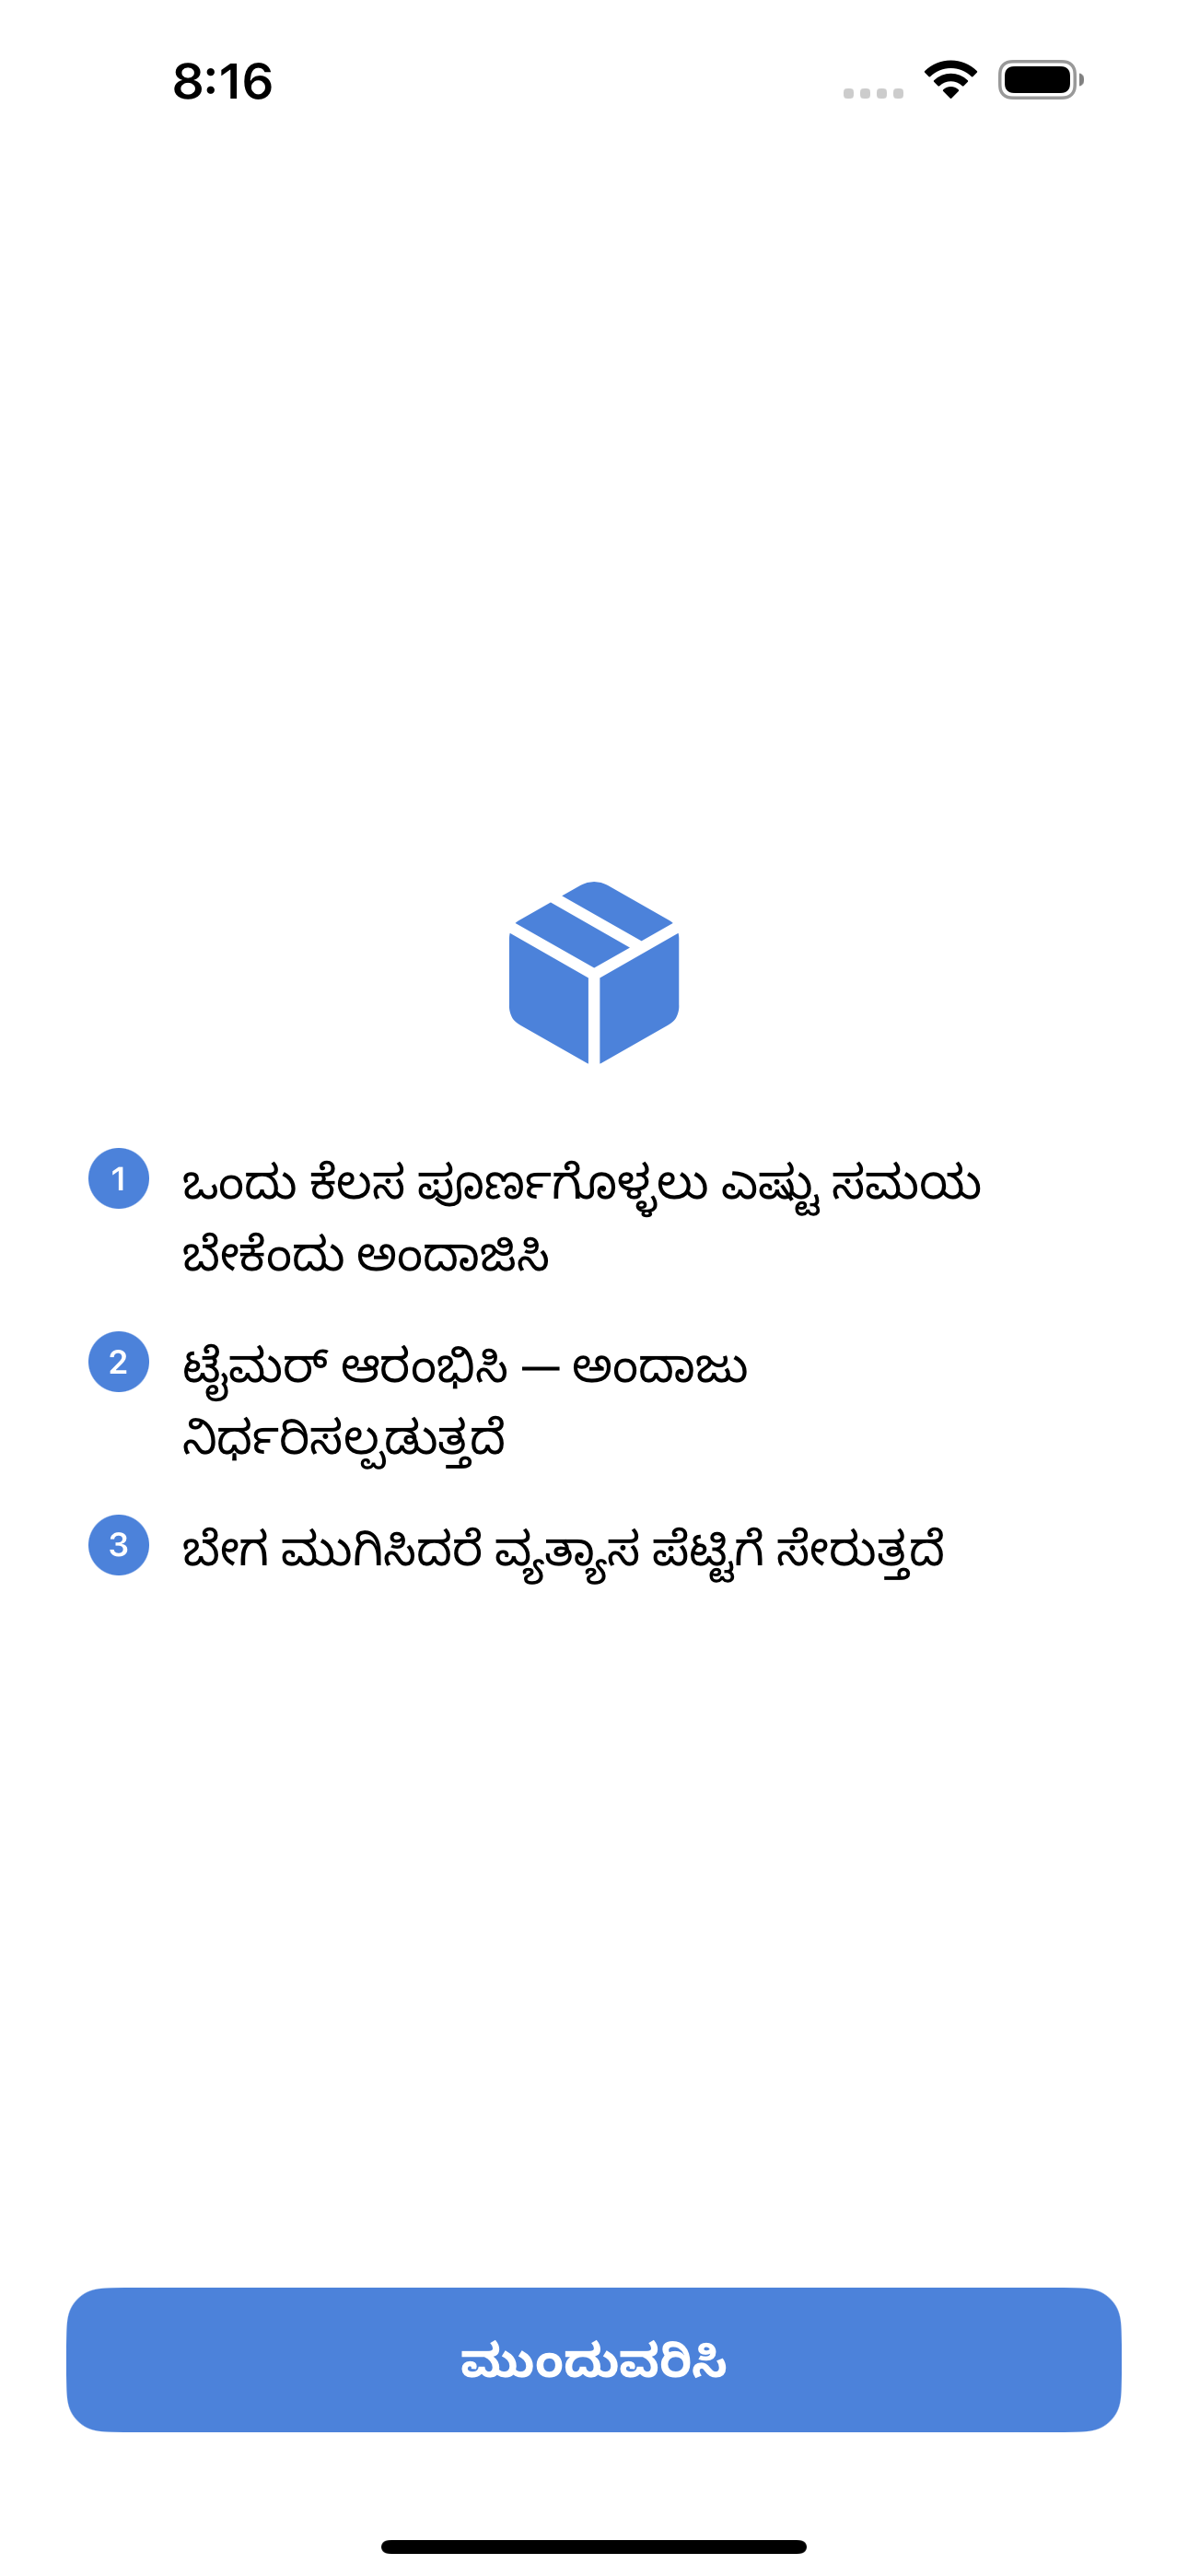 8:16
1 ಒಂದು ಕೆಲಸ ಪೂರ್ಣಗೊಳ್ಳಲು ಎಷ್ಟು ಸಮಯ
ಬೇಕೆಂದು ಅಂದಾಜಿಸಿ
2 ಟೈಮರ್ ಆರಂಭಿಸಿ — ಅಂದಾಜು
ನಿರ್ಧರಿಸಲ್ಪಡುತ್ತದೆ
3 ಬೇಗ ಮುಗಿಸಿದರೆ ವ್ಯತ್ಯಾಸ ಪೆಟ್ಟಿಗೆ ಸೇರುತ್ತದೆ
ಮುಂದುವರಿಸಿ